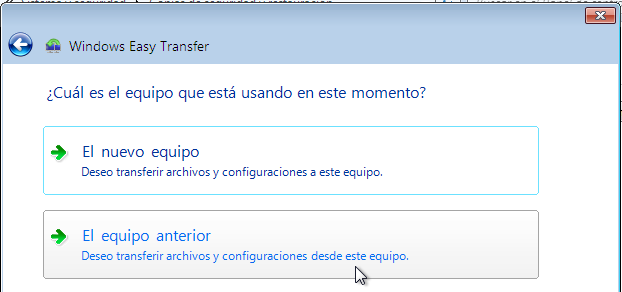 Windows Easy Transfer
¿Cuál es el equipo que está usando en este momento?
El nuevo equipo
Deseo transferir archivos y configuraciones a este equipo.
El equipo anterior
Deseo transferir archivos y configuraciones desde este equipo.